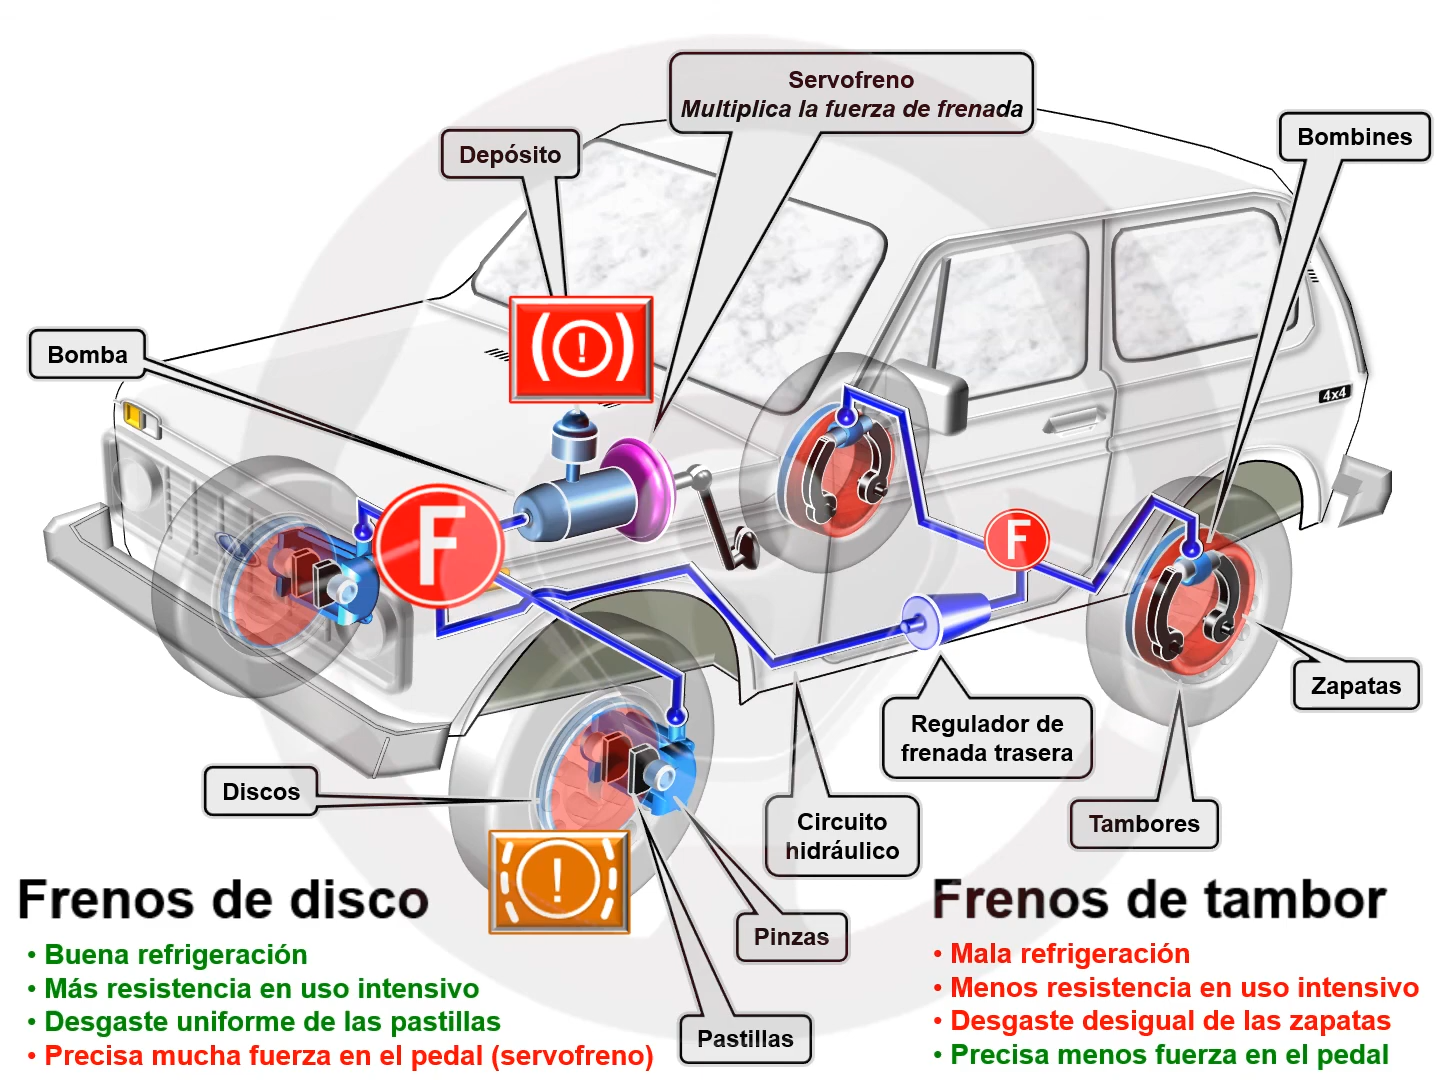 Servofreno
Multiplica la fuerza de frenada
Depósito
Bombines
Bomba
(!)
4x4
F
F
Zapatas
Regulador de
frenada trasera
Discos
Circuito
hidráulico
Tambores
(!)
Pinzas
Pastillas
Frenos de disco
• Buena refrigeración
• Más resistencia en uso intensivo
• Desgaste uniforme de las pastillas
• Precisa mucha fuerza en el pedal (servofreno)
Frenos de tambor
• Mala refrigeración
• Menos resistencia en uso intensivo
• Desgaste desigual de las zapatas
• Precisa menos fuerza en el pedal